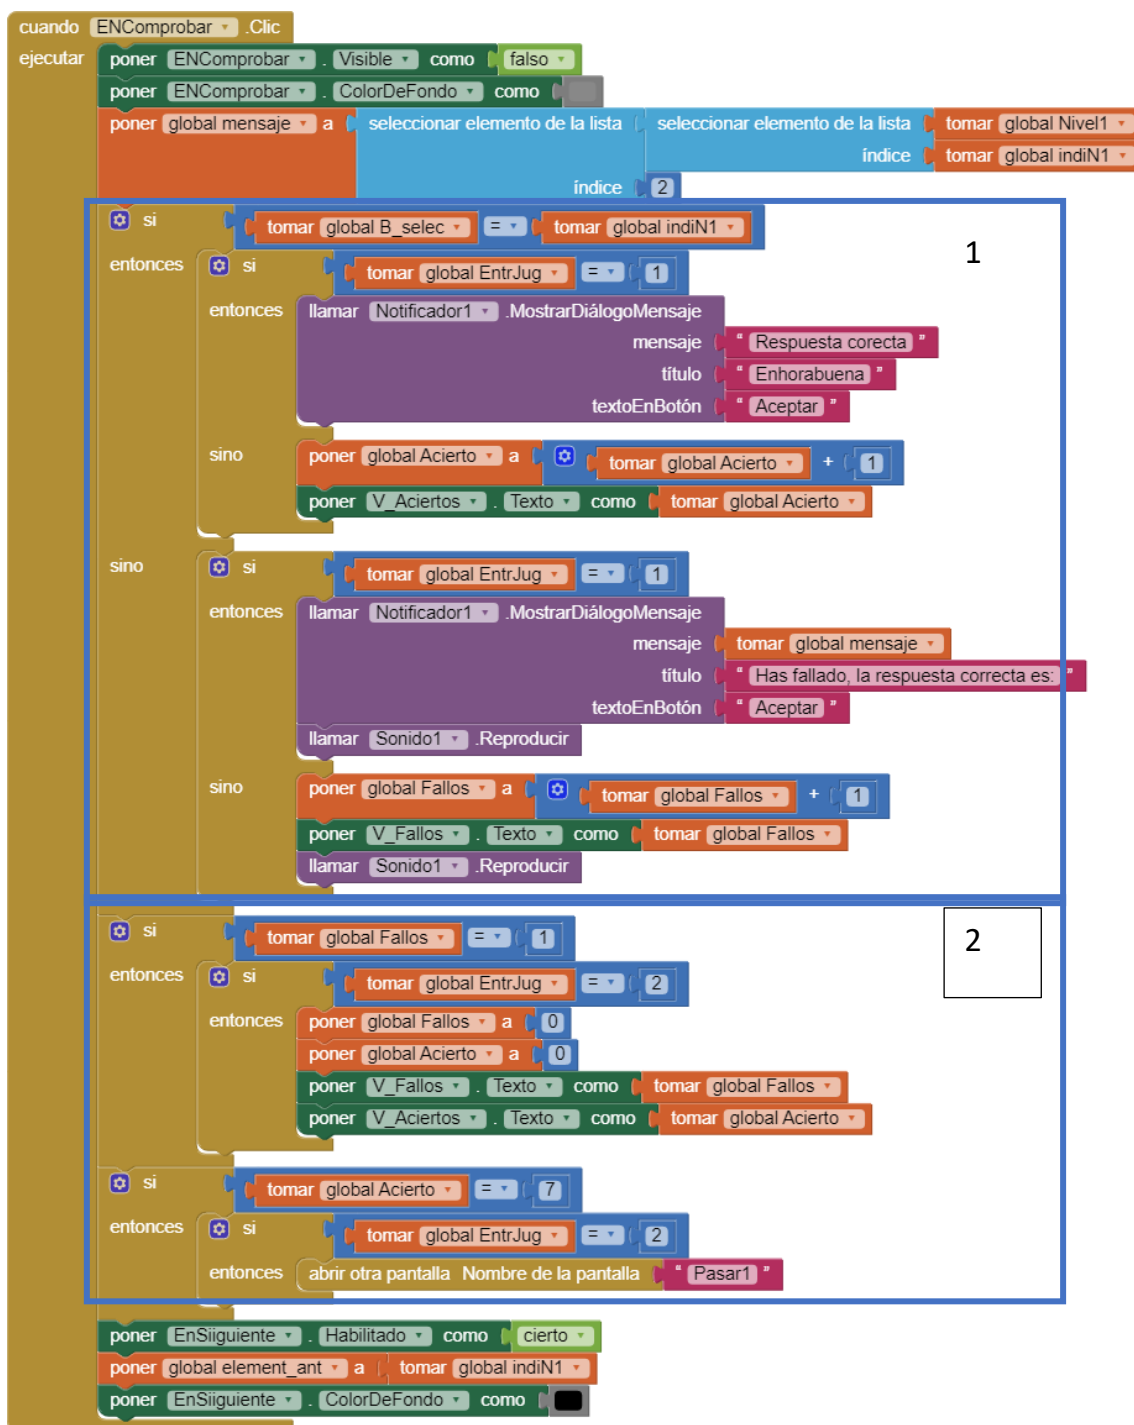 cuando ENComprobar .Clic
ejecutar poner ENComprobar . Visible como falso
poner ENComprobar . ColorDeFondo como
poner global mensaje a seleccionar elemento de la lista seleccionar elemento de la lista tomar global Nivel1
índice tomar global indiN1
índice 2
si tomar global B_selec = tomar global indiN1
1
entonces si tomar global EntrJug = 1
entonces llamar Notificador1 .MostrarDiálogoMensaje
mensaje " Respuesta corecta "
título " Enhorabuena "
textoEnBotón " Aceptar "
sino poner global Acierto a tomar global Acierto + 1
poner V_Aciertos . Texto como tomar global Acierto
sino si tomar global EntrJug = 1
entonces llamar Notificador1 .MostrarDiálogoMensaje
mensaje tomar global mensaje
título " Has fallado, la respuesta correcta es: "
textoEnBotón " Aceptar "
llamar Sonido1 .Reproducir
sino poner global Fallos a tomar global Fallos + 1
poner V_Fallos . Texto como tomar global Fallos
llamar Sonido1 .Reproducir
si tomar global Fallos = 1
2
entonces si tomar global EntrJug = 2
entonces poner global Fallos a 0
poner global Acierto a 0
poner V_Fallos . Texto como tomar global Fallos
poner V_Aciertos . Texto como tomar global Acierto
si tomar global Acierto = 7
entonces si tomar global EntrJug = 2
entonces abrir otra pantalla Nombre de la pantalla " Pasar1 "
poner EnSiiguiente . Habilitado como cierto
poner global element_ant a tomar global indiN1
poner EnSiiguiente . ColorDeFondo como